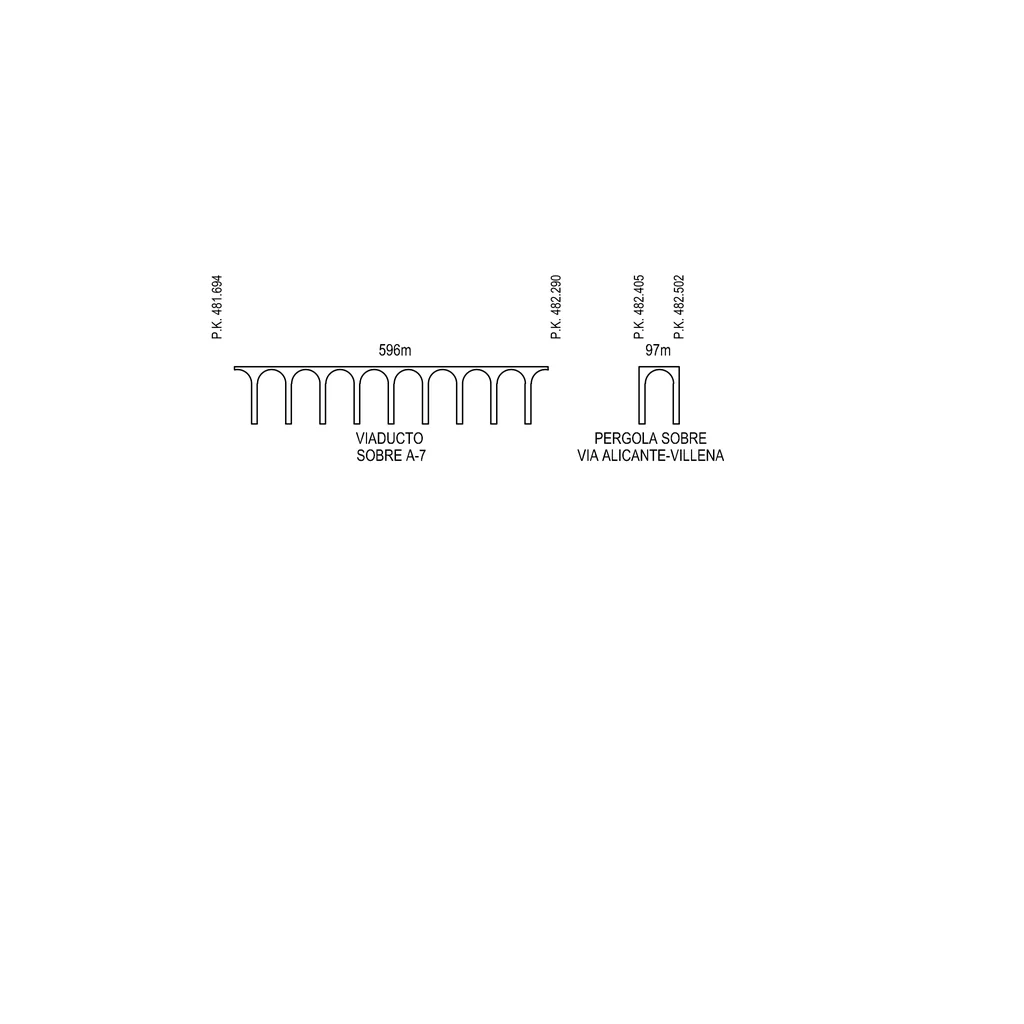 P.K. 481.694
P.K. 482.290
P.K. 482.405
P.K. 482.502
596m
97m
VIADUCTO
SOBRE A-7
PERGOLA SOBRE
VIA ALICANTE-VILLENA